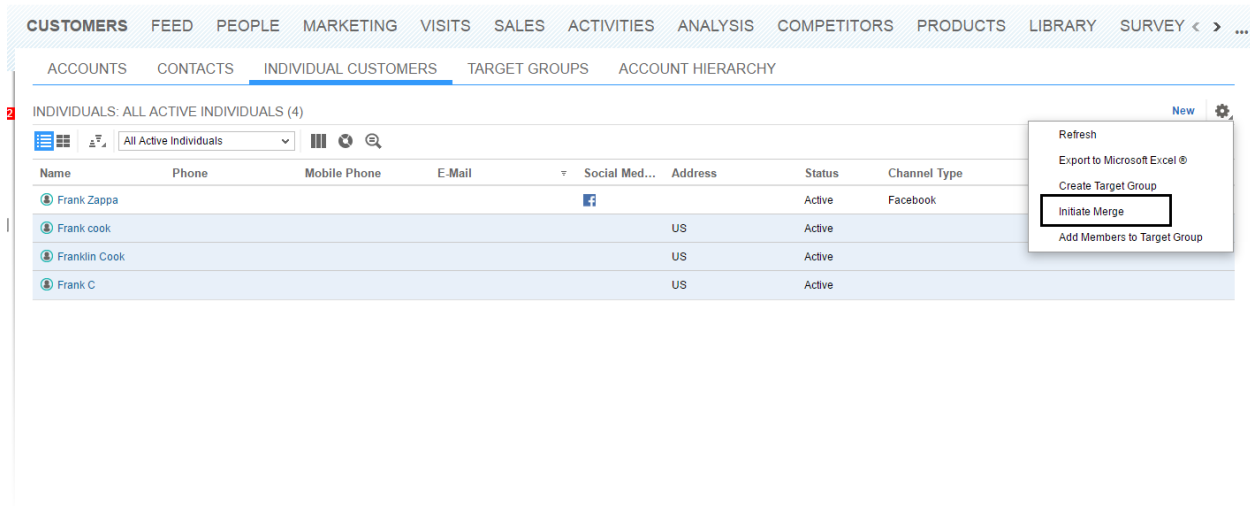 CUSTOMERS FEED PEOPLE MARKETING VISITS SALES ACTIVITIES ANALYSIS COMPETITORS PRODUCTS LIBRARY SURVEY < > ...
ACCOUNTS CONTACTS INDIVIDUAL CUSTOMERS TARGET GROUPS ACCOUNT HIERARCHY
2 INDIVIDUALS: ALL ACTIVE INDIVIDUALS (4) New
All Active Individuals
Refresh
Export to Microsoft Excel ®
Create Target Group
Initiate Merge
Add Members to Target Group
Name Phone Mobile Phone E-Mail Social Med... Address Status Channel Type
Frank Zappa Active Facebook
Frank cook US Active
Franklin Cook US Active
Frank C US Active